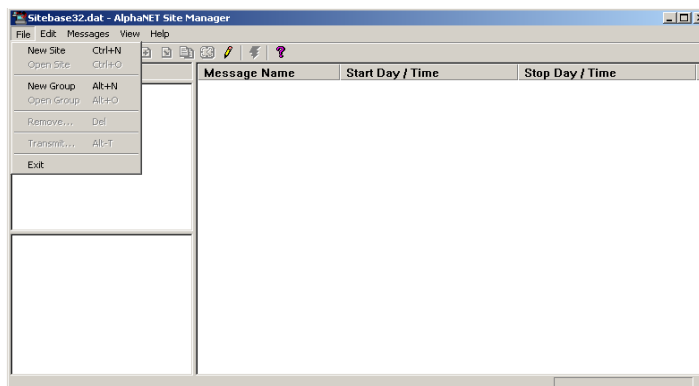 Sitebase32.dat - AlphaNET Site Manager
File Edit Messages View Help
New Site Ctrl+N
Open Site Ctrl+O
New Group Alt+N
Open Group Alt+O
Remove... Del
Transmit... Alt-T
Exit
Message Name Start Day / Time Stop Day / Time